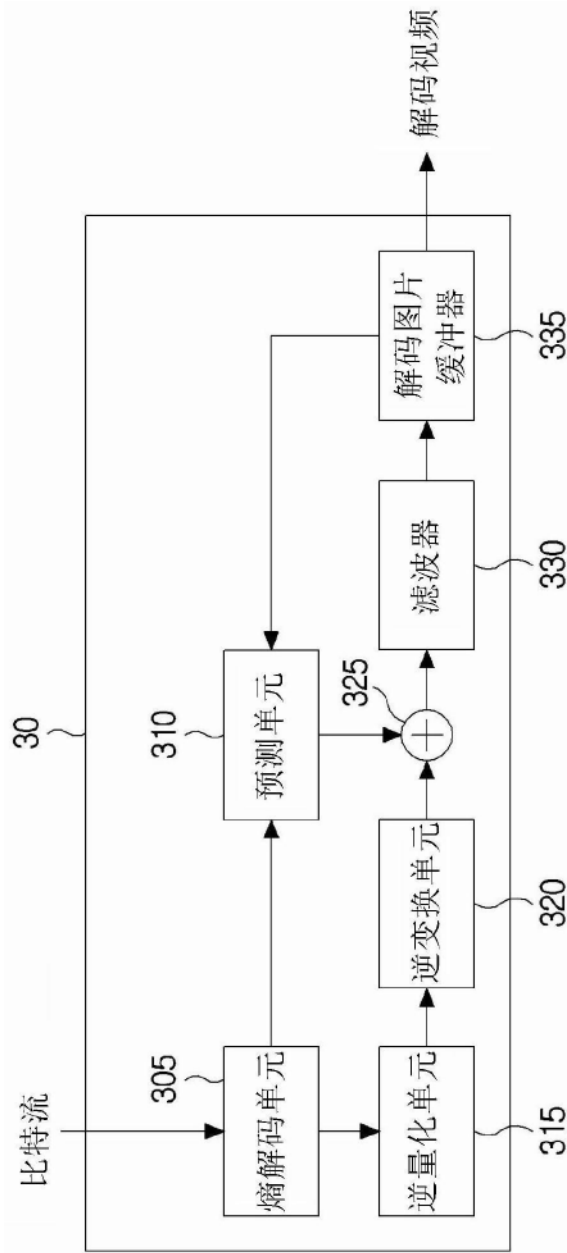 30
比特流
305
熵解码单元
310
预测单元
315
逆量化单元
320
逆变换单元
325
330
滤波器
335
解码图片
缓冲器
解码视频